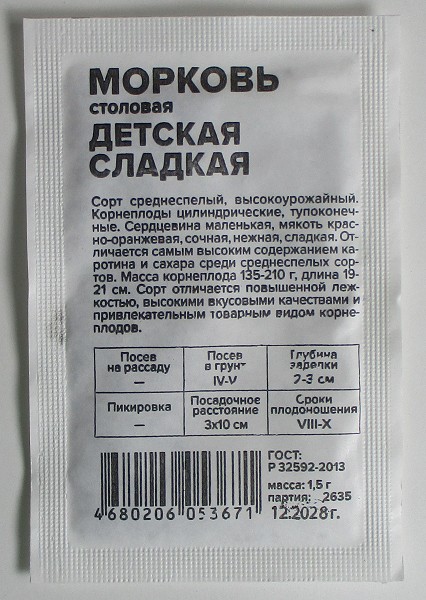 МОРКОВЬ
столовая
ДЕТСКАЯ
СЛАДКАЯ
Сорт среднеспелый, высокоурожайный.
Корнеплоды цилиндрические, тупоконеч-
ные. Сердцевина маленькая, мякоть крас-
но-оранжевая, сочная, нежная, сладкая. От-
личается самым высоким содержанием ка-
ротина и сахара среди среднеспелых сор-
тов. Масса корнеплода 135-210 г, длина 19-
21 см. Сорт отличается повышенной леж-
костью, высокими вкусовыми качествами и
привлекательным товарным видом корне-
плодов.
Посев на рассаду —
Посев в грунт IV-V
Глубина заделки 2-3 см
Пикировка —
Посадочное расстояние 3х10 см
Сроки плодоношения VIII-X
ГОСТ:
Р 32592-2013
масса: 1,5 г
партия: 2635
4 680206 053671
12.2028 г.